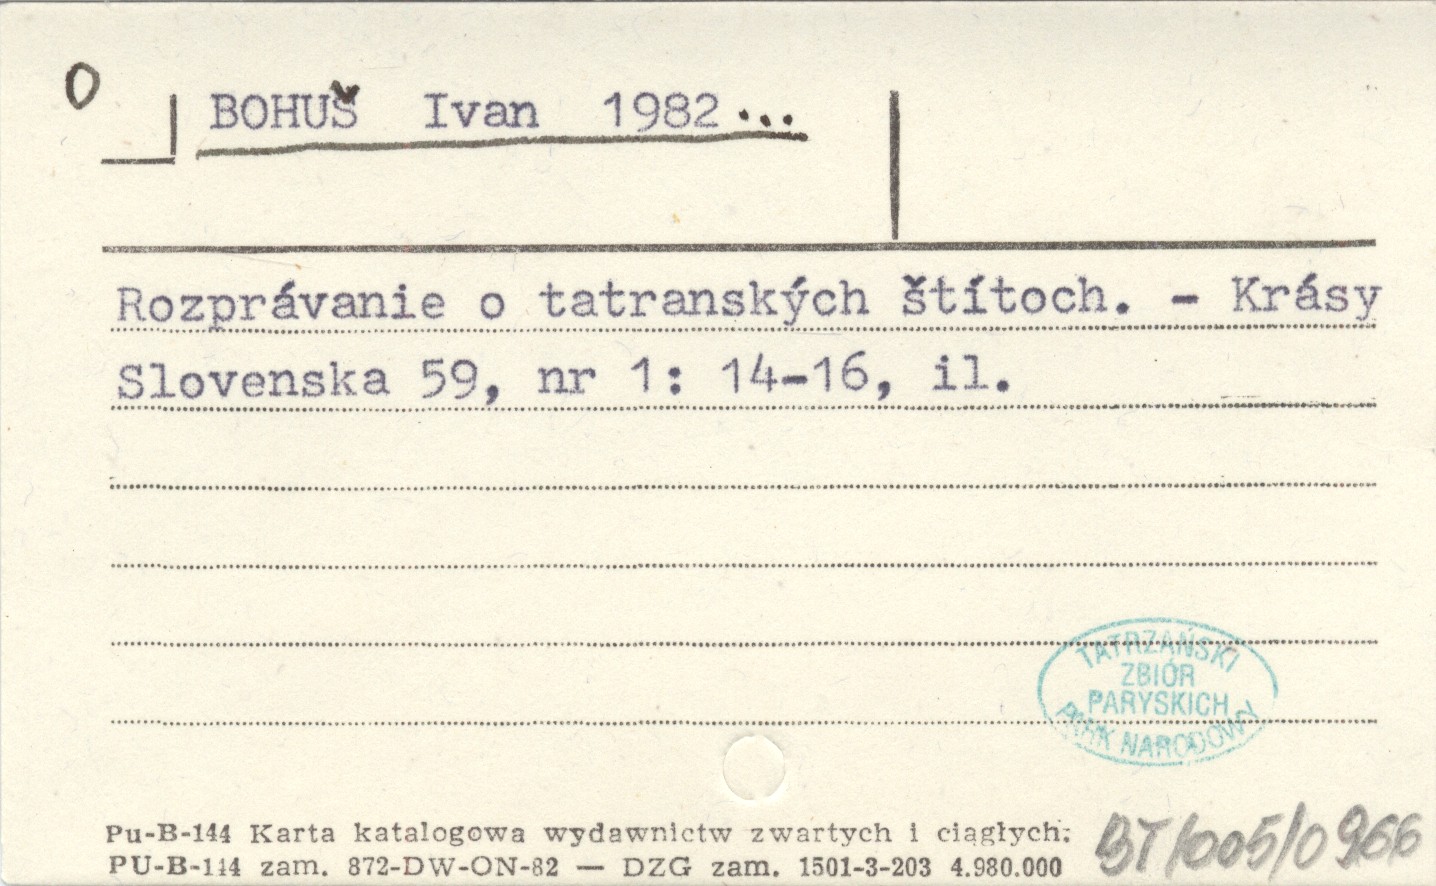 O
BOHUŠ Ivan 1982...
Rozprávanie o tatranských štítoch. - Krásy
Slovenska 59, nr 1: 14-16, il.
TATRZAŃSKI
ZBIÓR
PARYSKICH
PARK NARODOWY
Pu-B-144 Karta katalogowa wydawnictw zwartych i ciągłych;
PU-B-144 zam. 872-DW-ON-82 — DZG zam. 1501-3-203 4.980.000
BT/005/0966